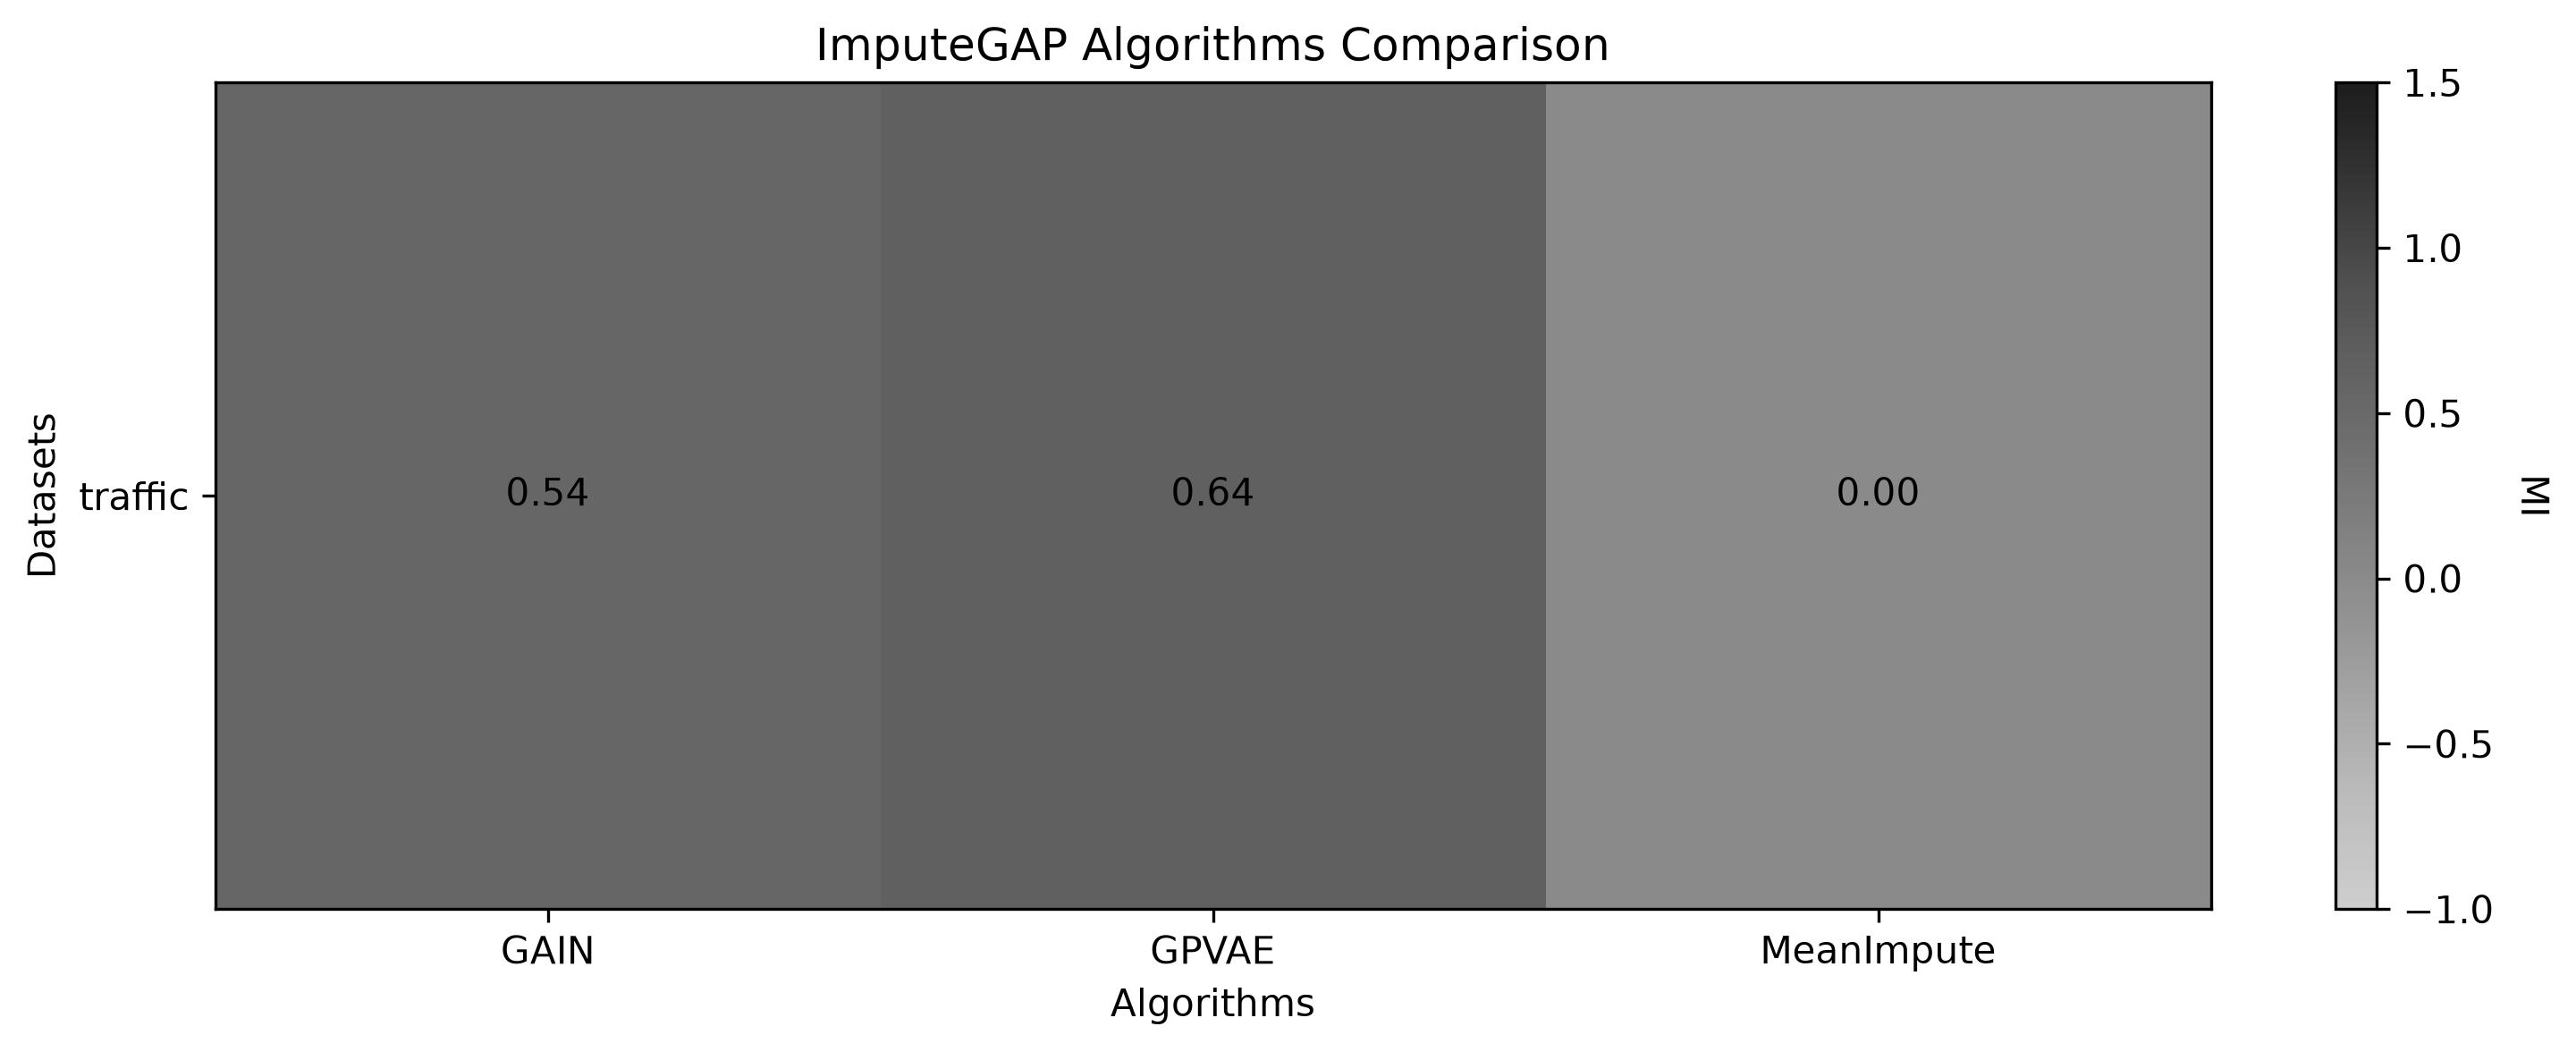 ImputeGAP Algorithms Comparison
Datasets
traffic
0.54
0.64
0.00
GAIN
GPVAE
MeanImpute
Algorithms
1.5
1.0
0.5
0.0
−0.5
−1.0
MI